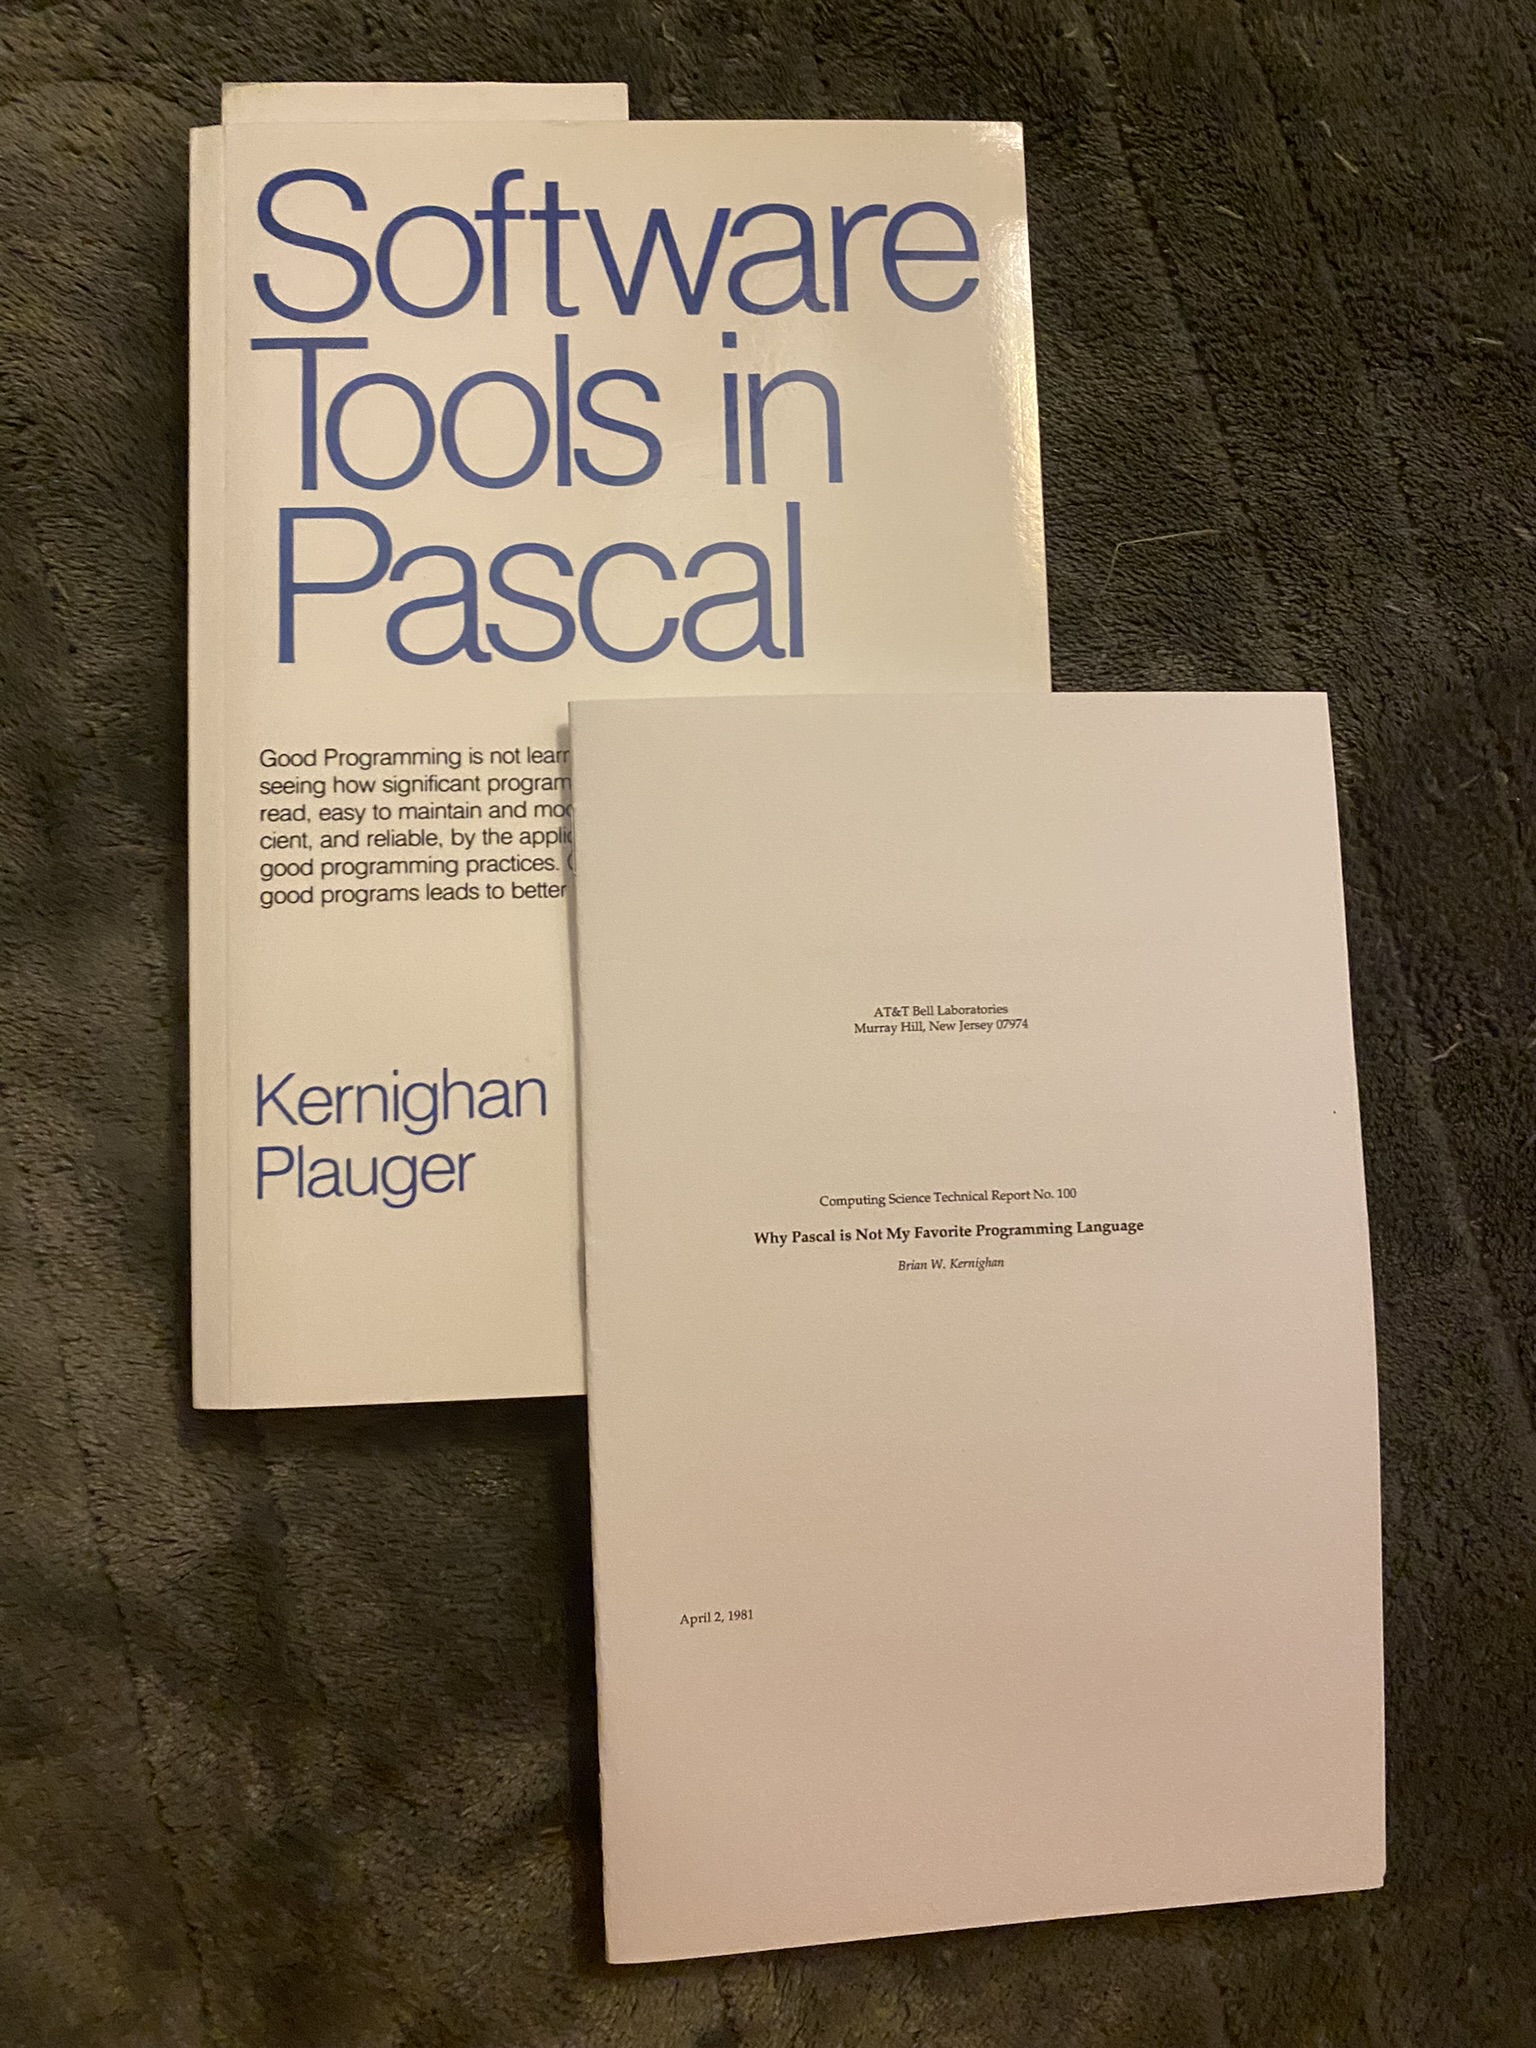 Software
Tools in
Pascal
Good Programming is not
seeing how significant program
read, easy to maintain and
cient, and reliable, by the
good programming practices.
good programs leads to better
Kernighan
Plauger
AT&T Bell Laboratories
Murray Hill, New Jersey 07974
Computing Science Technical Report No. 100
Why Pascal is Not My Favorite Programming Language
Brian W. Kernighan
April 2, 1981